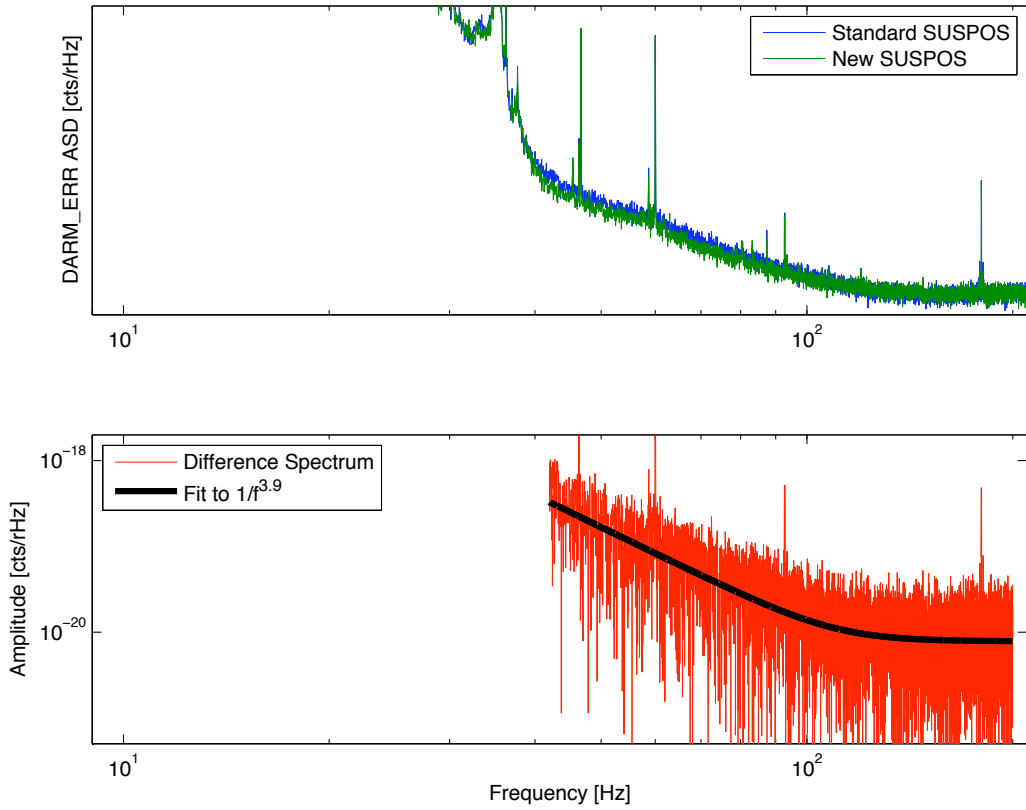 DARM_ERR ASD [cts/rHz]
Standard SUSPOS
New SUSPOS
10^1
10^2
Amplitude [cts/rHz]
10^-18
10^-20
Difference Spectrum
Fit to 1/f^3.9
10^1
10^2
Frequency [Hz]